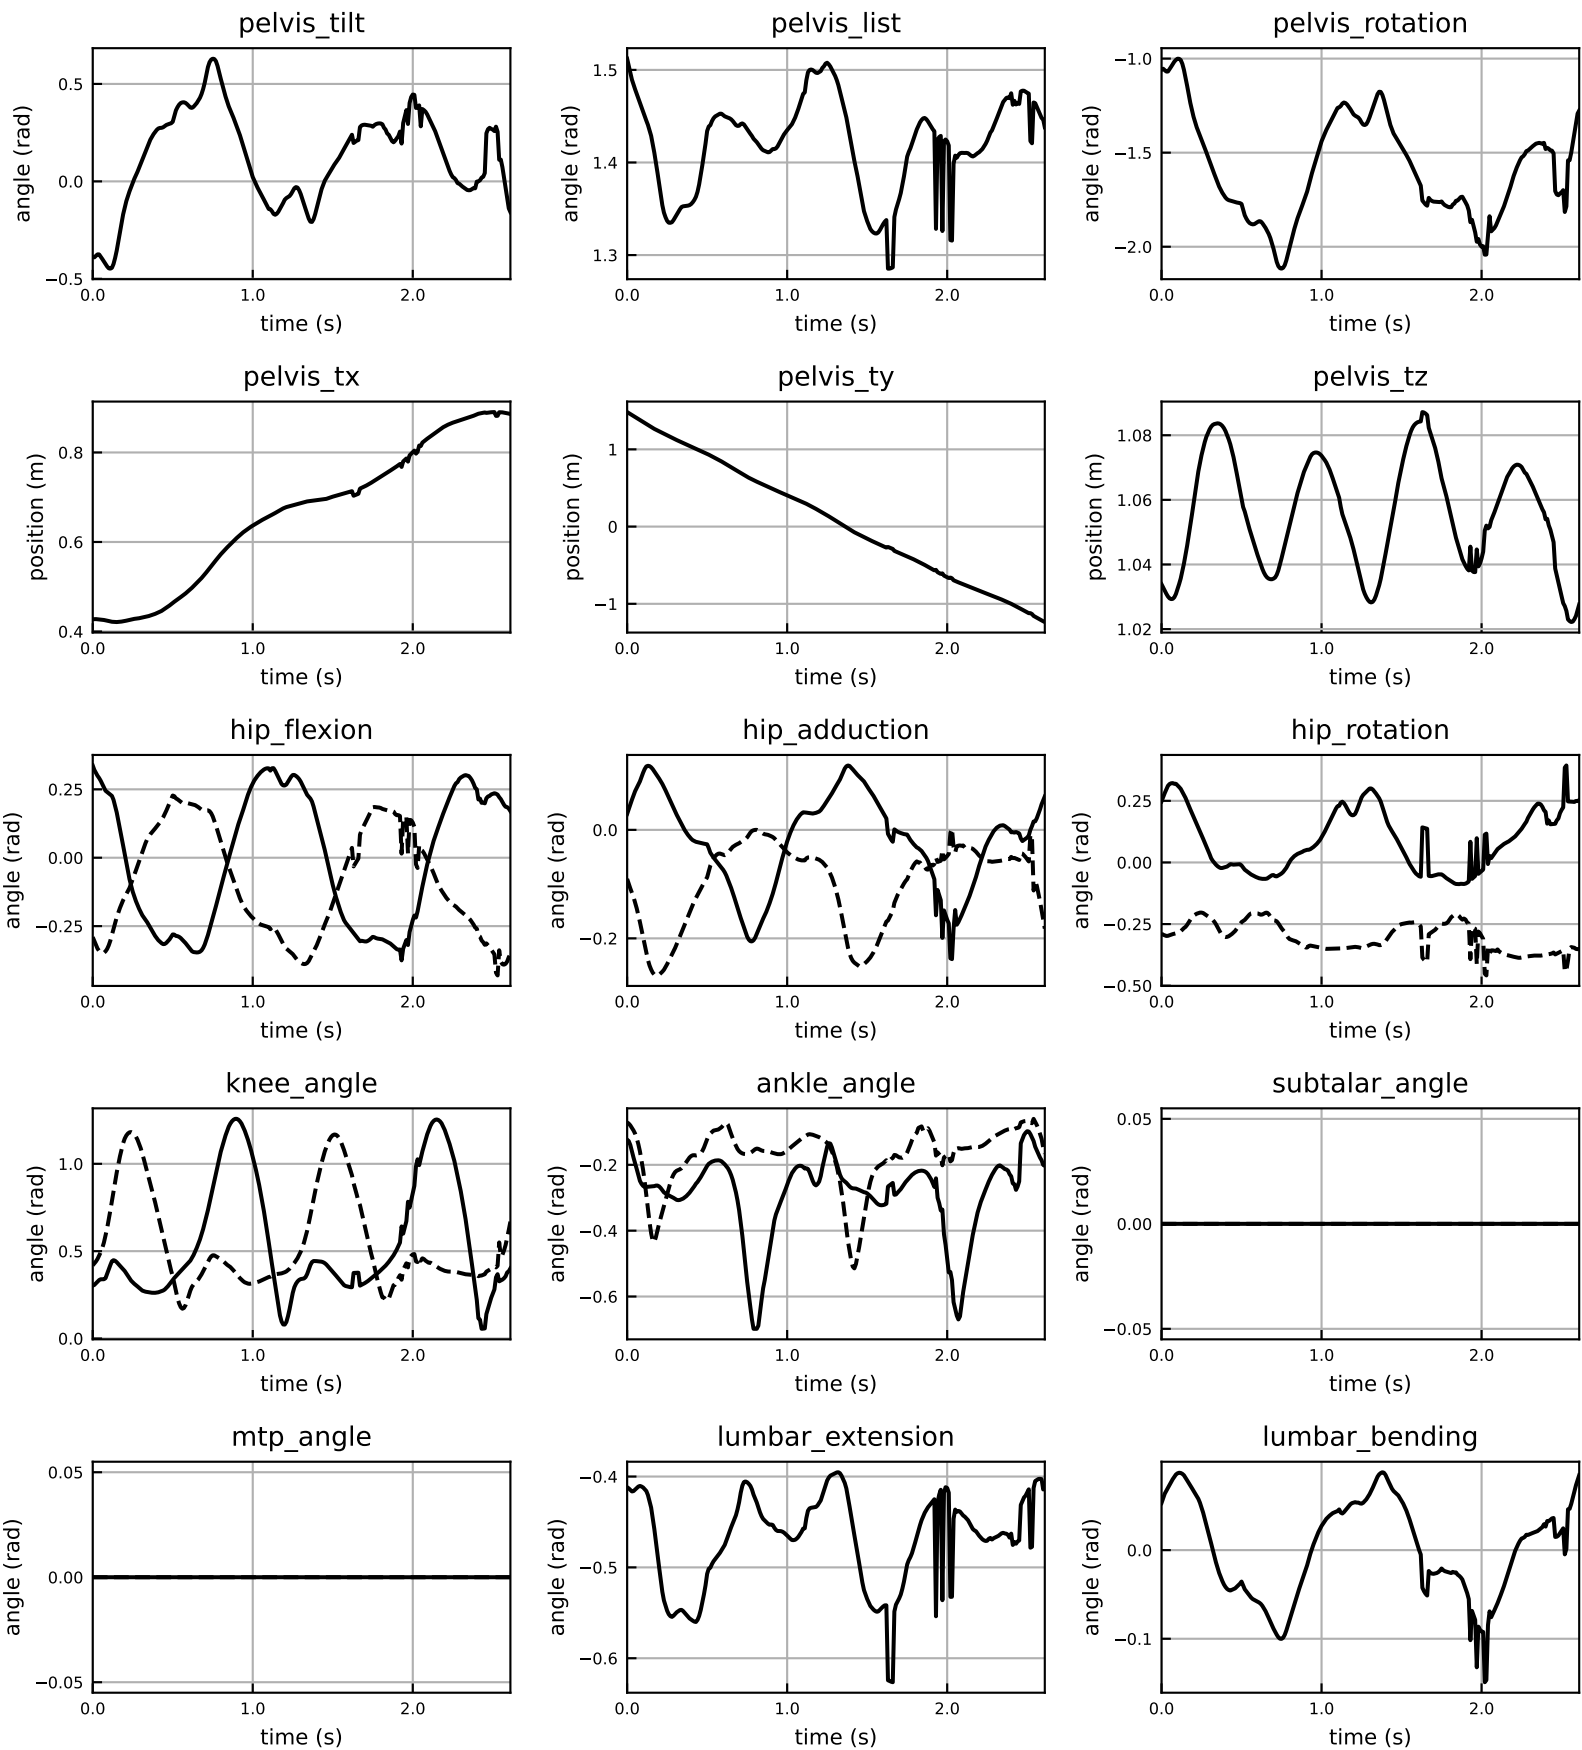 pelvis_tilt
angle (rad)
0.5
0.0
−0.5
0.0 1.0 2.0
time (s)
pelvis_list
angle (rad)
1.5
1.4
1.3
0.0 1.0 2.0
time (s)
pelvis_rotation
angle (rad)
−1.0
−1.5
−2.0
0.0 1.0 2.0
time (s)
pelvis_tx
position (m)
0.8
0.6
0.4
0.0 1.0 2.0
time (s)
pelvis_ty
position (m)
1
0
−1
0.0 1.0 2.0
time (s)
pelvis_tz
position (m)
1.08
1.06
1.04
1.02
0.0 1.0 2.0
time (s)
hip_flexion
angle (rad)
0.25
0.00
−0.25
0.0 1.0 2.0
time (s)
hip_adduction
angle (rad)
0.0
−0.2
0.0 1.0 2.0
time (s)
hip_rotation
angle (rad)
0.25
0.00
−0.25
−0.50
0.0 1.0 2.0
time (s)
knee_angle
angle (rad)
1.0
0.5
0.0
0.0 1.0 2.0
time (s)
ankle_angle
angle (rad)
−0.2
−0.4
−0.6
0.0 1.0 2.0
time (s)
subtalar_angle
angle (rad)
0.05
0.00
−0.05
0.0 1.0 2.0
time (s)
mtp_angle
angle (rad)
0.05
0.00
−0.05
0.0 1.0 2.0
time (s)
lumbar_extension
angle (rad)
−0.4
−0.5
−0.6
0.0 1.0 2.0
time (s)
lumbar_bending
angle (rad)
0.0
−0.1
0.0 1.0 2.0
time (s)